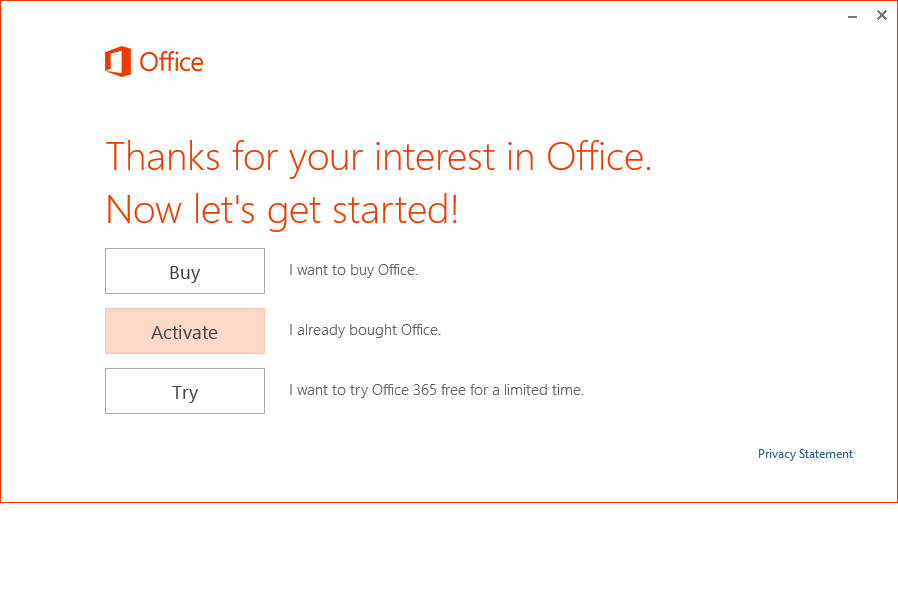 Office
Thanks for your interest in Office.
Now let's get started!
Buy
I want to buy Office.
Activate
I already bought Office.
Try
I want to try Office 365 free for a limited time.
Privacy Statement